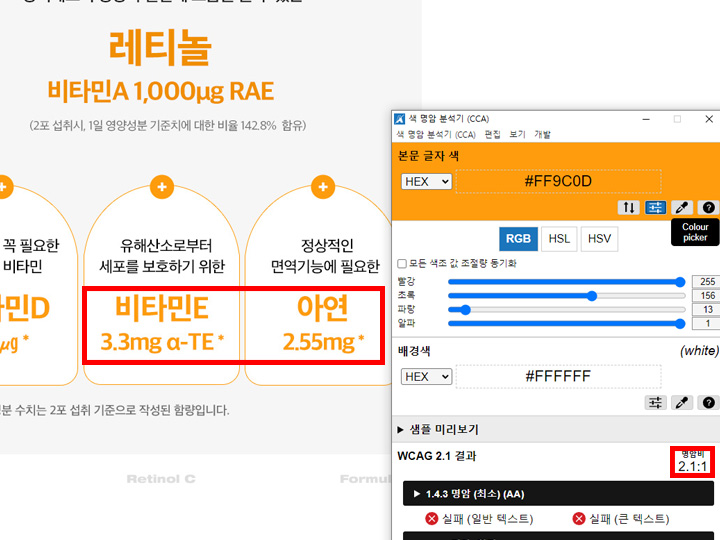 레티놀
비타민A 1,000μg RAE
(2포 섭취시, 1일 영양성분 기준치에 대한 비율 142.8% 함유)
꼭 필요한
비타민
민D
μg *
유해산소로부터
세포를 보호하기 위한
비타민E
3.3mg α-TE *
정상적인
면역기능에 필요한
아연
2.55mg *
성분 수치는 2포 섭취 기준으로 작성된 함량입니다.
Retinol C
Formul
색 명암 분석기 (CCA)
색 명암 분석기 (CCA) 편집 보기 개발
본문 글자 색
HEX
#FF9C0D
Colour picker
RGB HSL HSV
모든 색조 값 조절량 동기화
빨강 255
초록 156
파랑 13
알파 1
배경색 (white)
HEX
#FFFFFF
샘플 미리보기
WCAG 2.1 결과
명암비
2.1:1
1.4.3 명암 (최소) (AA)
실패 (일반 텍스트) 실패 (큰 텍스트)